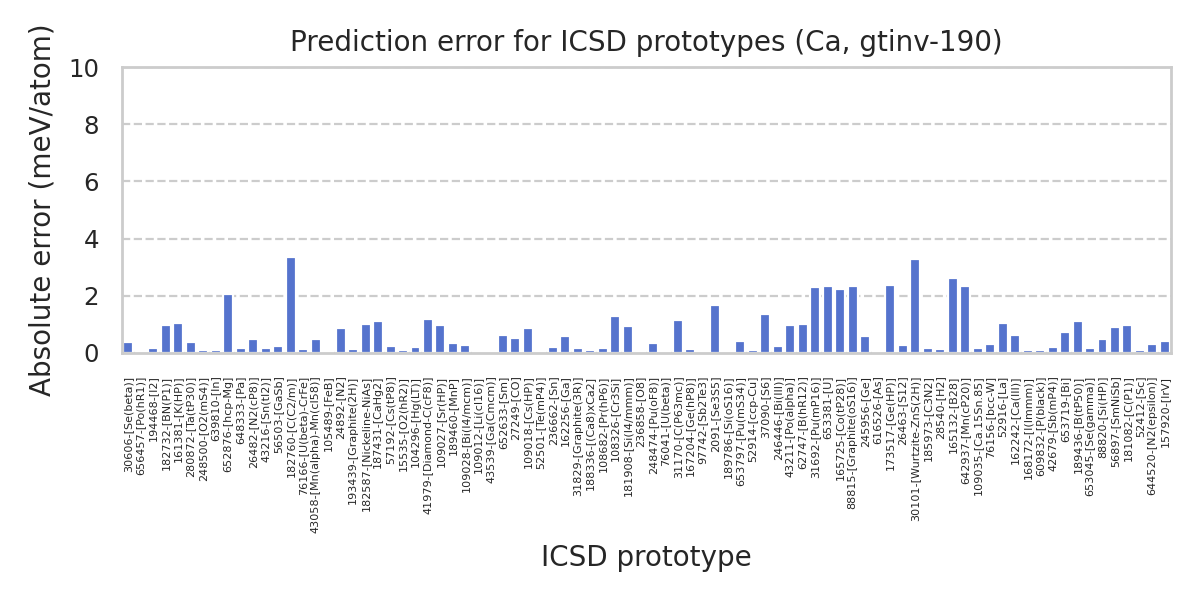 Prediction error for ICSD prototypes (Ca, gtinv-190)
Absolute error (meV/atom)
10
8
6
4
2
0
30606-[Se(beta)]
656457-[Po(hR1)]
194468-[I2]
182732-[BN(P1)]
161381-[K(HP)]
280872-[Ta(tP30)]
248500-[O2(mS4)]
639810-[In]
652876-[hcp-Mg]
648333-[Pa]
26482-[N2(cP8)]
43216-[Sn(tI2)]
56503-[GaSb]
182760-[C(C2/m)]
76166-[U(beta)-CrFe]
43058-[Mn(alpha)-Mn(cI58)]
105489-[FeB]
24892-[N2]
193439-[Graphite(2H)]
182587-[Nickeline-NiAs]
187431-[CaHg2]
57192-[Cs(tP8)]
15535-[O2(hR2)]
104296-[Hg(LT)]
41979-[Diamond-C(cF8)]
109027-[Sr(HP)]
189460-[MnP]
109028-[Bi(I4/mcm)]
109012-[Li(cI16)]
43539-[Ga(Cmcm)]
652633-[Sm]
27249-[CO]
109018-[Cs(HP)]
52501-[Te(mP4)]
236662-[Sn]
162256-[Ga]
31829-[Graphite(3R)]
188336-[(Ca8)xCa2]
108682-[Pr(hP6)]
108326-[Cr3Si]
181908-[Si(I4/mmm)]
236858-[O8]
248474-[Pu(oF8)]
76041-[U(beta)]
31170-[C(P63mc)]
167204-[Ge(hP8)]
97742-[Sb2Te3]
2091-[Se3S5]
189786-[Si(oS16)]
653797-[Pu(mS34)]
52914-[ccp-Cu]
37090-[S6]
246446-[Bi(III)]
43211-[Po(alpha)]
62747-[B(hR12)]
31692-[Pu(mP16)]
653381-[U]
165725-[Co(tP28)]
88815-[Graphite(oS16)]
245956-[Ge]
616526-[As]
26463-[S12]
173517-[Ge(HP)]
30101-[Wurtzite-ZnS(2H)]
185973-[C3N2]
28540-[H2]
165132-[B28]
642937-[Mn(cP20)]
109035-[Ca.15Sn.85]
76156-[bcc-W]
52916-[La]
162242-[Ca(III)]
168172-[I(Immm)]
609832-[P(black)]
42679-[Sb(mP4)]
653719-[Bi]
189436-[B(tP50)]
653045-[Se(gamma)]
88820-[Si(HP)]
56897-[SmNiSb]
181082-[C(P1)]
52412-[Sc]
644520-[N2(epsilon)]
157920-[IrV]
ICSD prototype